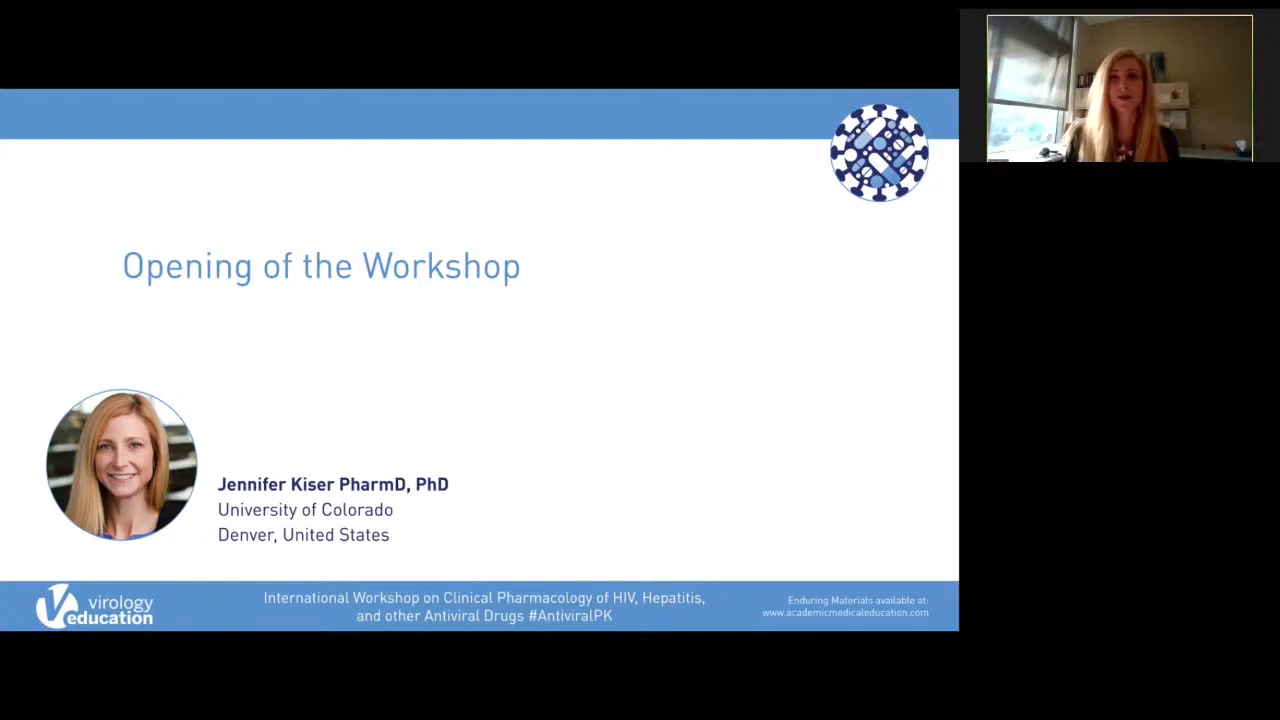 Opening of the Workshop
Jennifer Kiser PharmD, PhD
University of Colorado
Denver, United States
virology
education
International Workshop on Clinical Pharmacology of HIV, Hepatitis,
and other Antiviral Drugs #AntiviralPK
Enduring Materials available at:
www.academicmedicaleducation.com